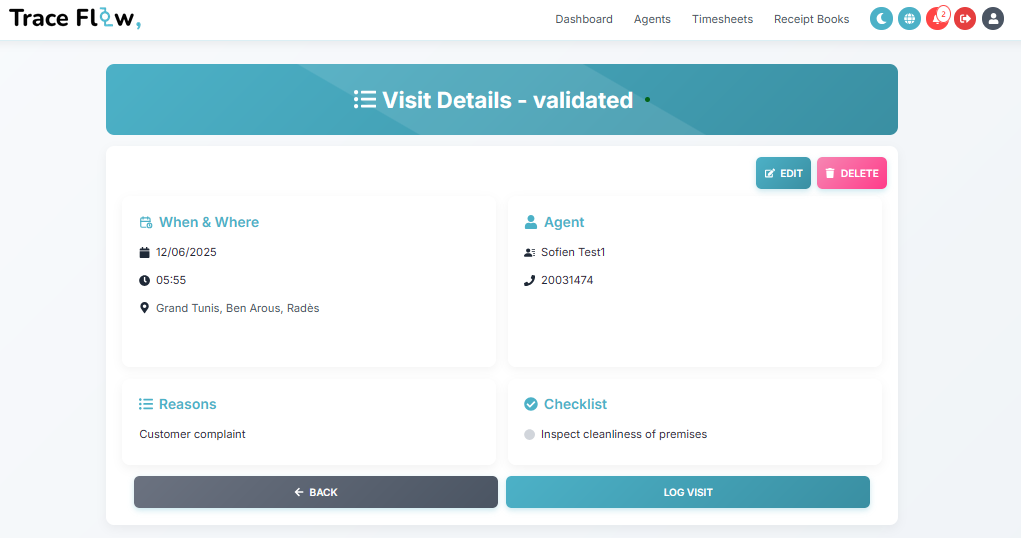 Trace Flow,
Dashboard Agents Timesheets Receipt Books 2
Visit Details - validated
EDIT DELETE
When & Where
12/06/2025
05:55
Grand Tunis, Ben Arous, Radès
Agent
Sofien Test1
20031474
Reasons
Customer complaint
Checklist
Inspect cleanliness of premises
BACK
LOG VISIT